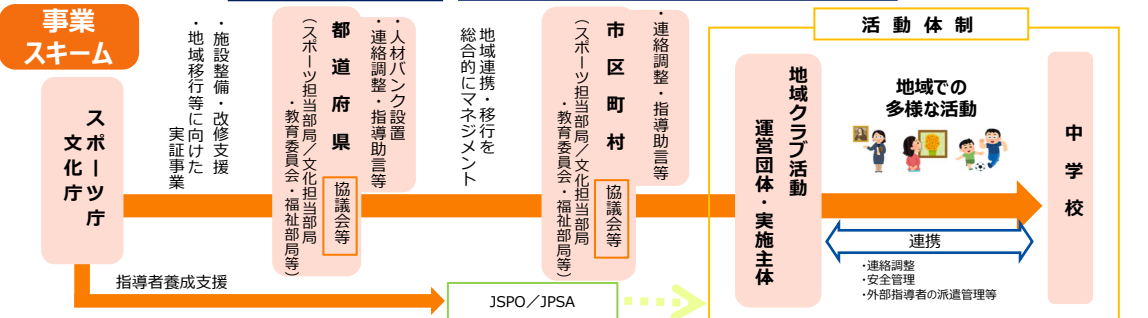 事業
スキーム
スポーツ庁
文化庁
・施設整備・改修支援
・地域移行等に向けた
実証事業
都道府県
（スポーツ担当部局／文化担当部局
・教育委員会・福祉部局等）
協議会等
・人材バンク設置
・連絡調整・指導助言等
地域連携・移行を
総合的にマネジメント
市区町村
（スポーツ担当部局／文化担当部局
・教育委員会・福祉部局等）
協議会等
・連絡調整・指導助言等
活動体制
地域クラブ活動
運営団体・実施主体
地域での
多様な活動
連携
・連絡調整
・安全管理
・外部指導者の派遣管理等
中学校
指導者養成支援
JSPO／JPSA